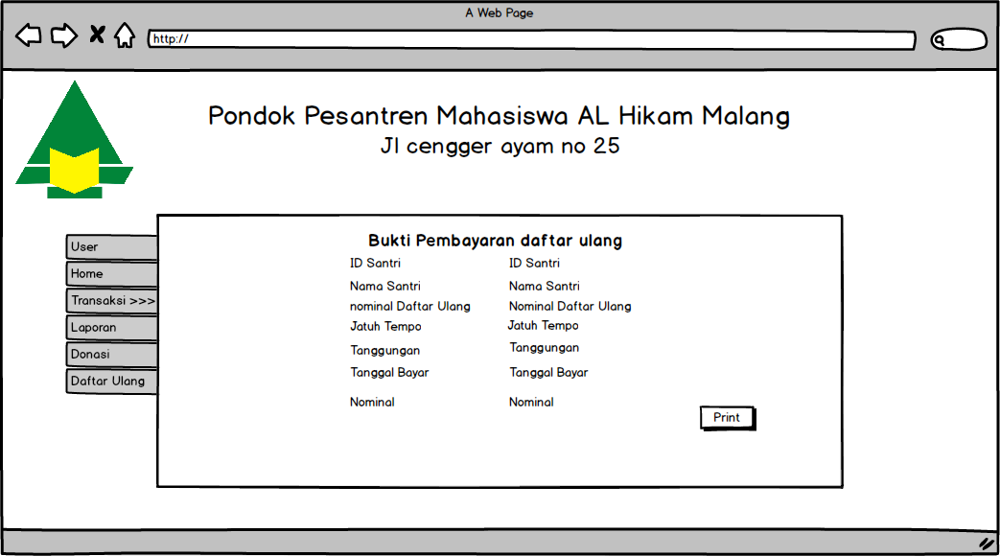 A Web Page
http://
Pondok Pesantren Mahasiswa AL Hikam Malang
Jl cengger ayam no 25
User
Home
Transaksi >>>
Laporan
Donasi
Daftar Ulang
Bukti Pembayaran daftar ulang
ID Santri ID Santri
Nama Santri Nama Santri
nominal Daftar Ulang Nominal Daftar Ulang
Jatuh Tempo Jatuh Tempo
Tanggungan Tanggungan
Tanggal Bayar Tanggal Bayar
Nominal Nominal
Print